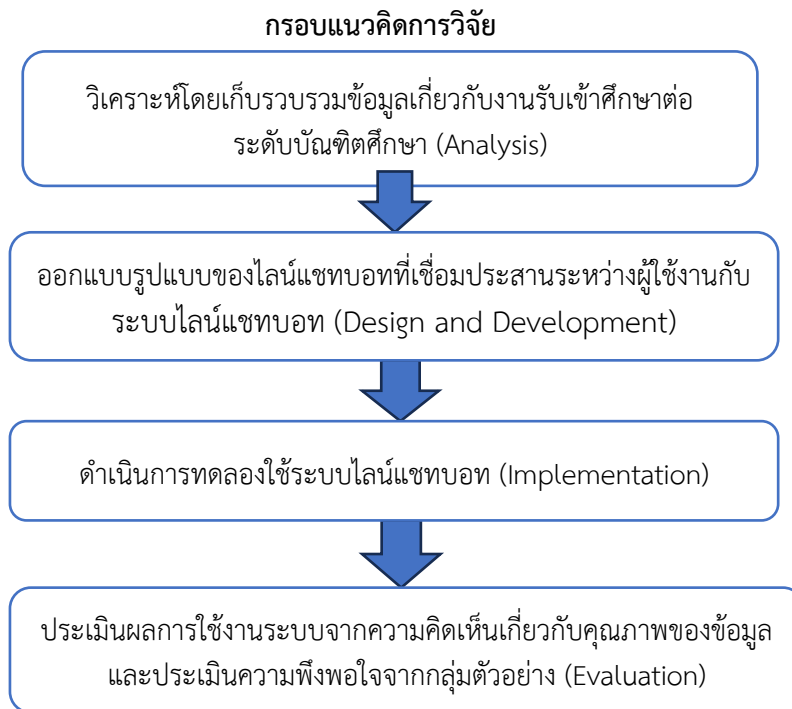 กรอบแนวคิดการวิจัย
วิเคราะห์โดยเก็บรวบรวมข้อมูลเกี่ยวกับงานรับเข้าศึกษาต่อ
ระดับบัณฑิตศึกษา (Analysis)
ออกแบบรูปแบบของไลน์แชทบอทที่เชื่อมประสานระหว่างผู้ใช้งานกับ
ระบบไลน์แชทบอท (Design and Development)
ดำเนินการทดลองใช้ระบบไลน์แชทบอท (Implementation)
ประเมินผลการใช้งานระบบจากความคิดเห็นเกี่ยวกับคุณภาพของข้อมูล
และประเมินความพึงพอใจจากกลุ่มตัวอย่าง (Evaluation)